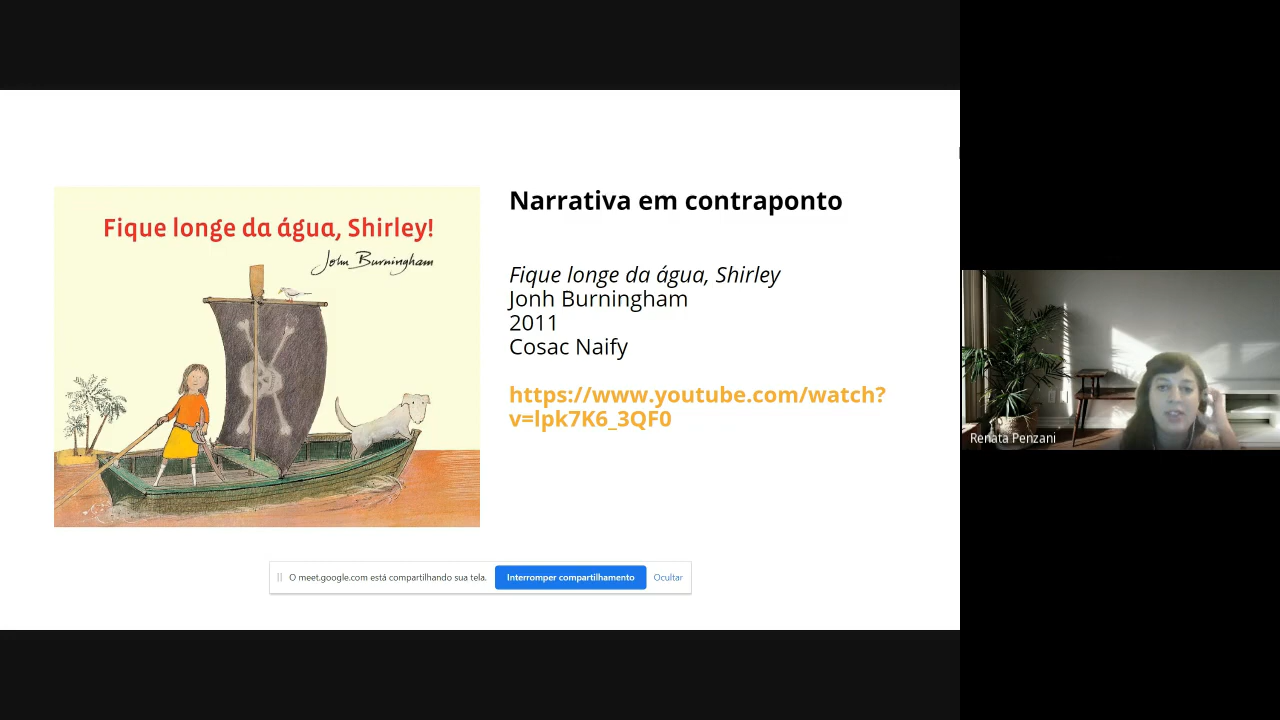 Fique longe da água, Shirley!
John Burningham
Narrativa em contraponto
Fique longe da água, Shirley
Jonh Burningham
2011
Cosac Naify
https://www.youtube.com/watch?
v=lpk7K6_3QF0
Renata Penzani
O meet.google.com está compartilhando sua tela.
Interromper compartilhamento
Ocultar